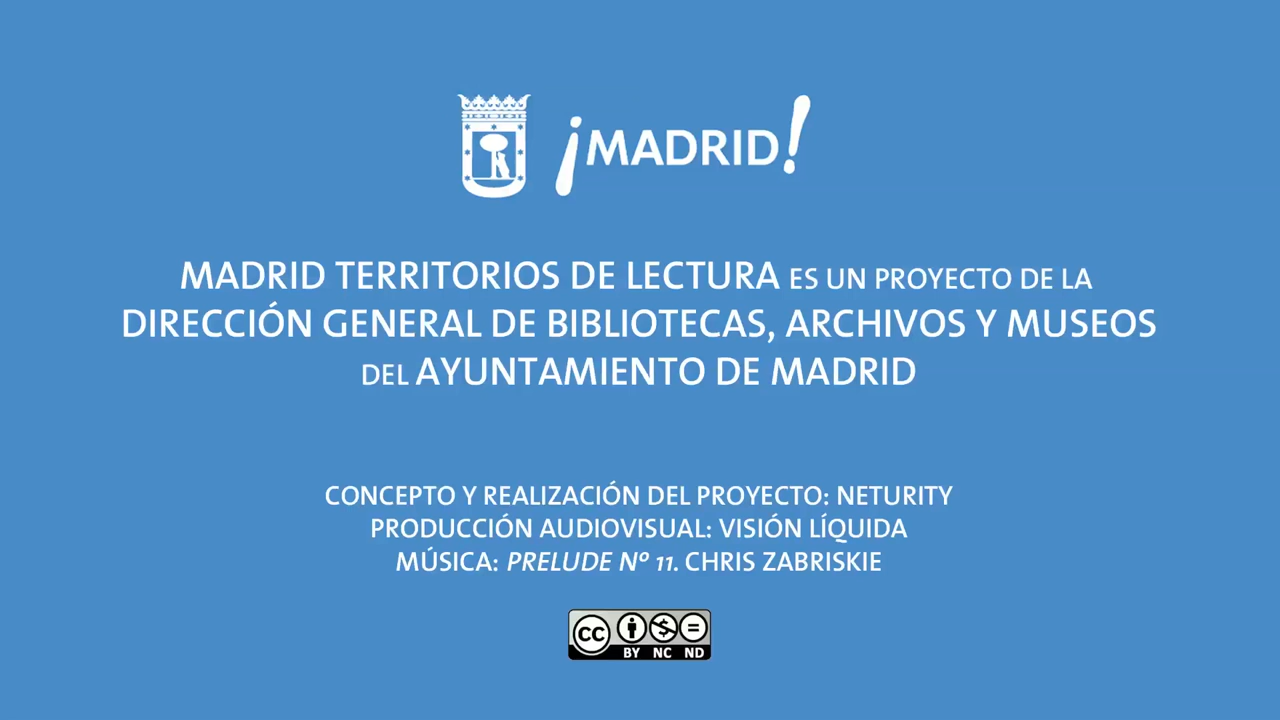 ¡MADRID!
MADRID TERRITORIOS DE LECTURA ES UN PROYECTO DE LA
DIRECCIÓN GENERAL DE BIBLIOTECAS, ARCHIVOS Y MUSEOS
DEL AYUNTAMIENTO DE MADRID
CONCEPTO Y REALIZACIÓN DEL PROYECTO: NETURITY
PRODUCCIÓN AUDIOVISUAL: VISIÓN LÍQUIDA
MÚSICA: PRELUDE Nº 11. CHRIS ZABRISKIE
CC
BY NC ND